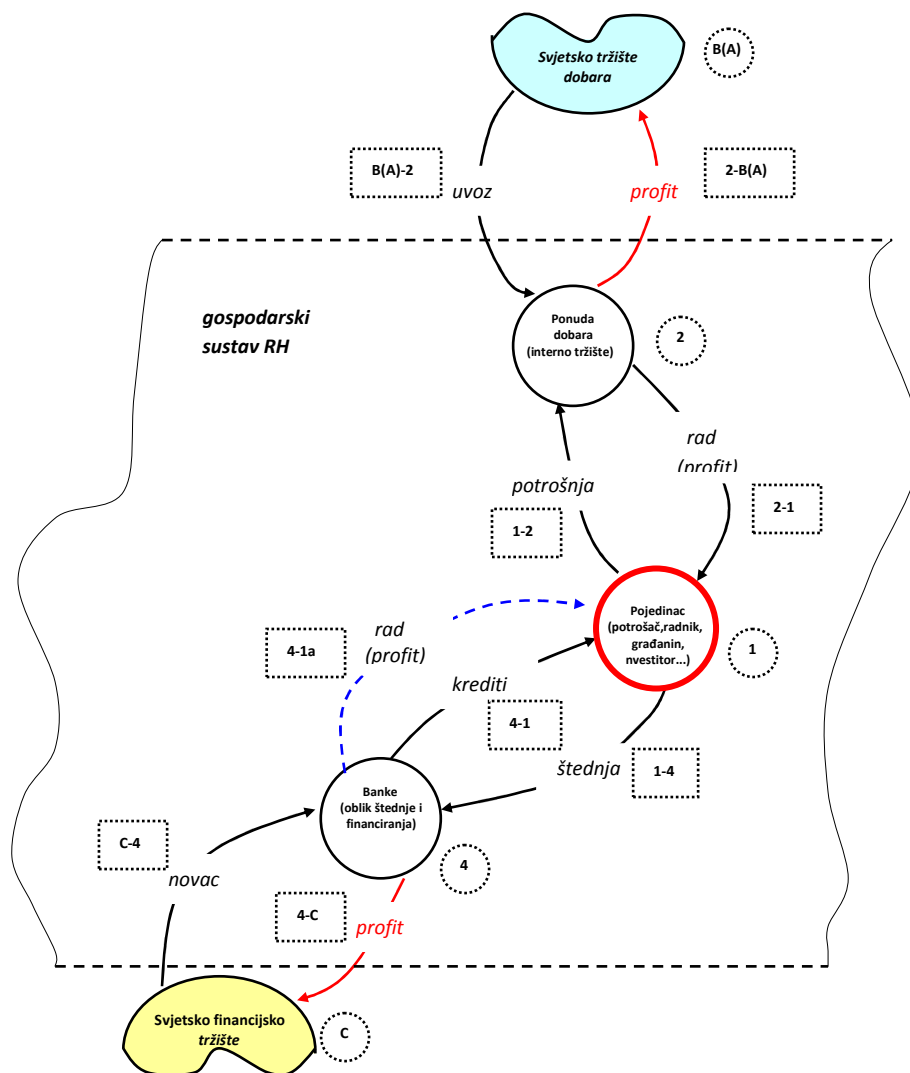 Svjetsko tržište
dobara
B(A)
B(A)-2
uvoz
profit
2-B(A)
gospodarski
sustav RH
Ponuda
dobara
(interno tržište)
2
rad
(profit)
potrošnja
2-1
1-2
Pojedinac
(potrošač,radnik,
građanin,
nvestitor...)
1
4-1a
rad
(profit)
krediti
4-1
štednja
1-4
Banke
(oblik štednje i
financiranja)
4
C-4
novac
4-C
profit
Svjetsko financijsko
tržište
C